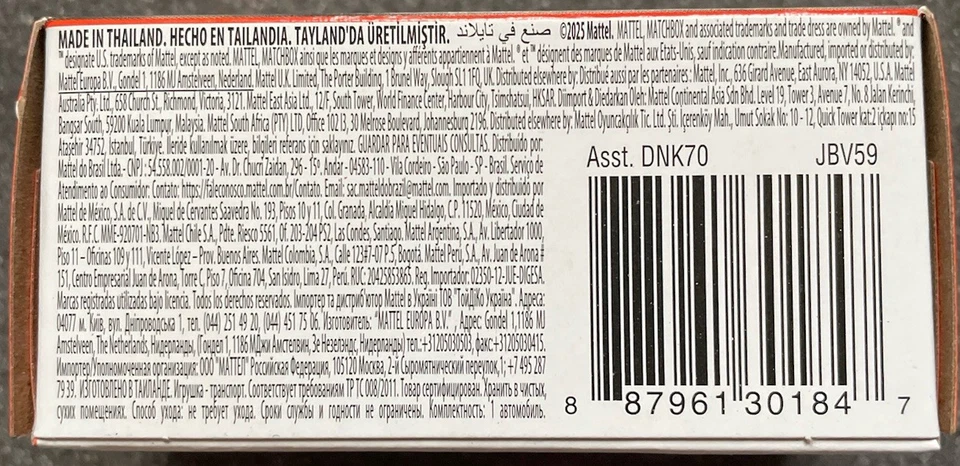 MADE IN THAILAND. HECHO EN TAILANDIA. TAYLAND'DA ÜRETİLMİŞTİR. صنع في تايلاند ©2025 Mattel. MATTEL, MATCHBOX and associated trademarks and trade dress are owned by Mattel. ® and
™ designate U.S. trademarks of Mattel, except as noted. MATTEL, MATCHBOX ainsi que les marques et designs y afférents appartiennent à Mattel. ® et ™ désignent des marques de Mattel aux États-Unis, sauf indication contraire. Manufactured, imported or distributed by:
Mattel Europa B.V., Gondel 1, 1186 MJ Amstelveen, Nederland. Mattel U.K. Limited, The Porter Building, 1 Brunel Way, Slough SL1 1FQ, UK. Distributed elsewhere by: Distribué aussi par les partenaires : Mattel, Inc., 636 Girard Avenue, East Aurora, NY 14052, U.S.A. Mattel
Australia Pty. Ltd., 658 Church St., Richmond, Victoria, 3121. Mattel East Asia Ltd., 12/F, South Tower, World Finance Center, Harbour City, Tsimshatsui, HKSAR. Diimport & Diedarkan Oleh: Mattel Continental Asia Sdn Bhd. Level 19, Tower 3, Avenue 7, No. 8 Jalan Kerinchi,
Bangsar South, 59200 Kuala Lumpur, Malaysia. Mattel South Africa (PTY) LTD, Office 102 I3, 30 Melrose Boulevard, Johannesburg 2196. Distributed elsewhere by: Mattel Oyuncakçılık Tic. Ltd. Şti. İçerenköy Mah., Umut Sokak No: 10 - 12, Quick Tower kat:2 içkapı no:15
Ataşehir 34752, İstanbul, Türkiye. İleride kullanılmak üzere, bilgileri referans için saklayınız. GUARDAR PARA EVENTUAIS CONSULTAS. Distribuído por:
Mattel do Brasil Ltda.- CNPJ : 54.558.002/0001-20 - Av. Dr. Chucri Zaidan, 296 - 15º. Andar - 04583-110 - Vila Cordeiro - São Paulo - SP - Brasil. Serviço de
Atendimento ao Consumidor: Contato: https://faleconosco.mattel.com.br/Contato. Email: sac.matteldobrazil@mattel.com. Importado y distribuido por
Mattel de México, S.A. de C.V., Miguel de Cervantes Saavedra No. 193, Pisos 10 y 11, Col. Granada, Alcaldía Miguel Hidalgo, C.P. 11520, México, Ciudad de
México. R.F.C. MME-920701-NB3. Mattel Chile S.A., Pdte. Riesco 5561, Of. 203-204 PS2, Las Condes, Santiago. Mattel Argentina, S.A., Av. Libertador 1000,
Piso 11 – Oficinas 109 y 111, Vicente López – Prov. Buenos Aires. Mattel Colombia, S.A., Calle 123#7-07 P.5, Bogotá. Mattel Perú, S.A., Av. Juan de Arona #
151, Centro Empresarial Juan de Arona, Torre C, Piso 7, Oficina 704, San Isidro, Lima 27, Perú. RUC: 20425853865. Reg. Importador: 02350-12-JUE-DIGESA.
Marcas registradas utilizadas bajo licencia. Todos los derechos reservados. Імпортер та дистриб'ютор Mattel в Україні ТОВ "ТойДіКо Україна". Адреса:
04077 м. Київ, вул. Дніпроводська 1, тел. (044) 251 49 20, (044) 451 75 06. Изготовитель: "MATTEL EUROPA B.V." , Адрес: Gondel 1,1186 MJ
Amstelveen, The Netherlands, Нидерланды, (Гондел 1, 1186 МДжи Амстелвин, Зе Незеландс, Нидерланды) тел.:+31205030503, факс:+31205030415.
Импортер/Уполномоченная организация: ООО "МАТТЕЛ" Российская Федерация, 105120 Москва, 2-й Сыромятнический переулок,1; +7 495 287
79 39. ИЗГОТОВЛЕНО В ТАИЛАНДЕ. Игрушка - транспорт. Соответствует требованиям ТР ТС 008/2011. Товар сертифицирован. Хранить в чистых,
сухих помещениях. Способ ухода: не требует ухода. Сроки службы и годности не ограничены. Комплектность: 1 автомобиль.
Asst. DNK70 JBV59
8 87961 30184 7